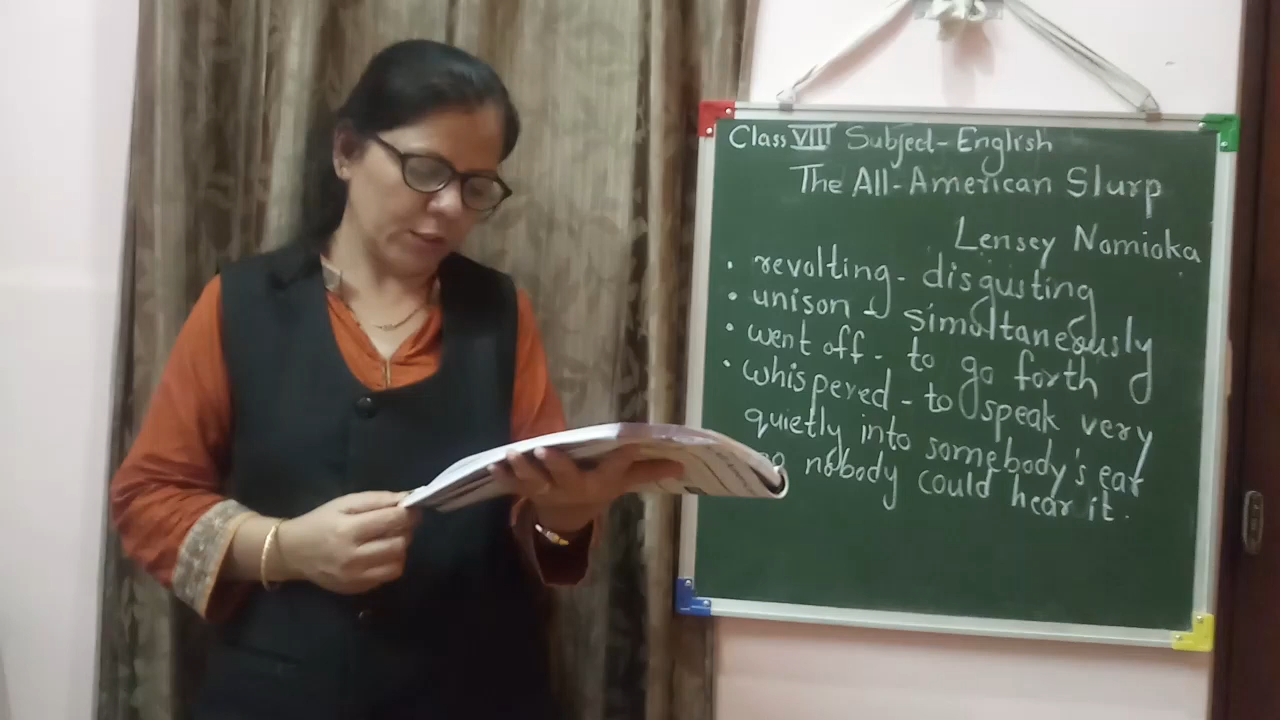 Class VIII Subject - English
The All-American Slurp
Lensey Namioka
• revolting - disgusting
• unison - simultaneously
• went off - to go forth
• whispered - to speak very
quietly into somebody's ear
so nobody could hear it.